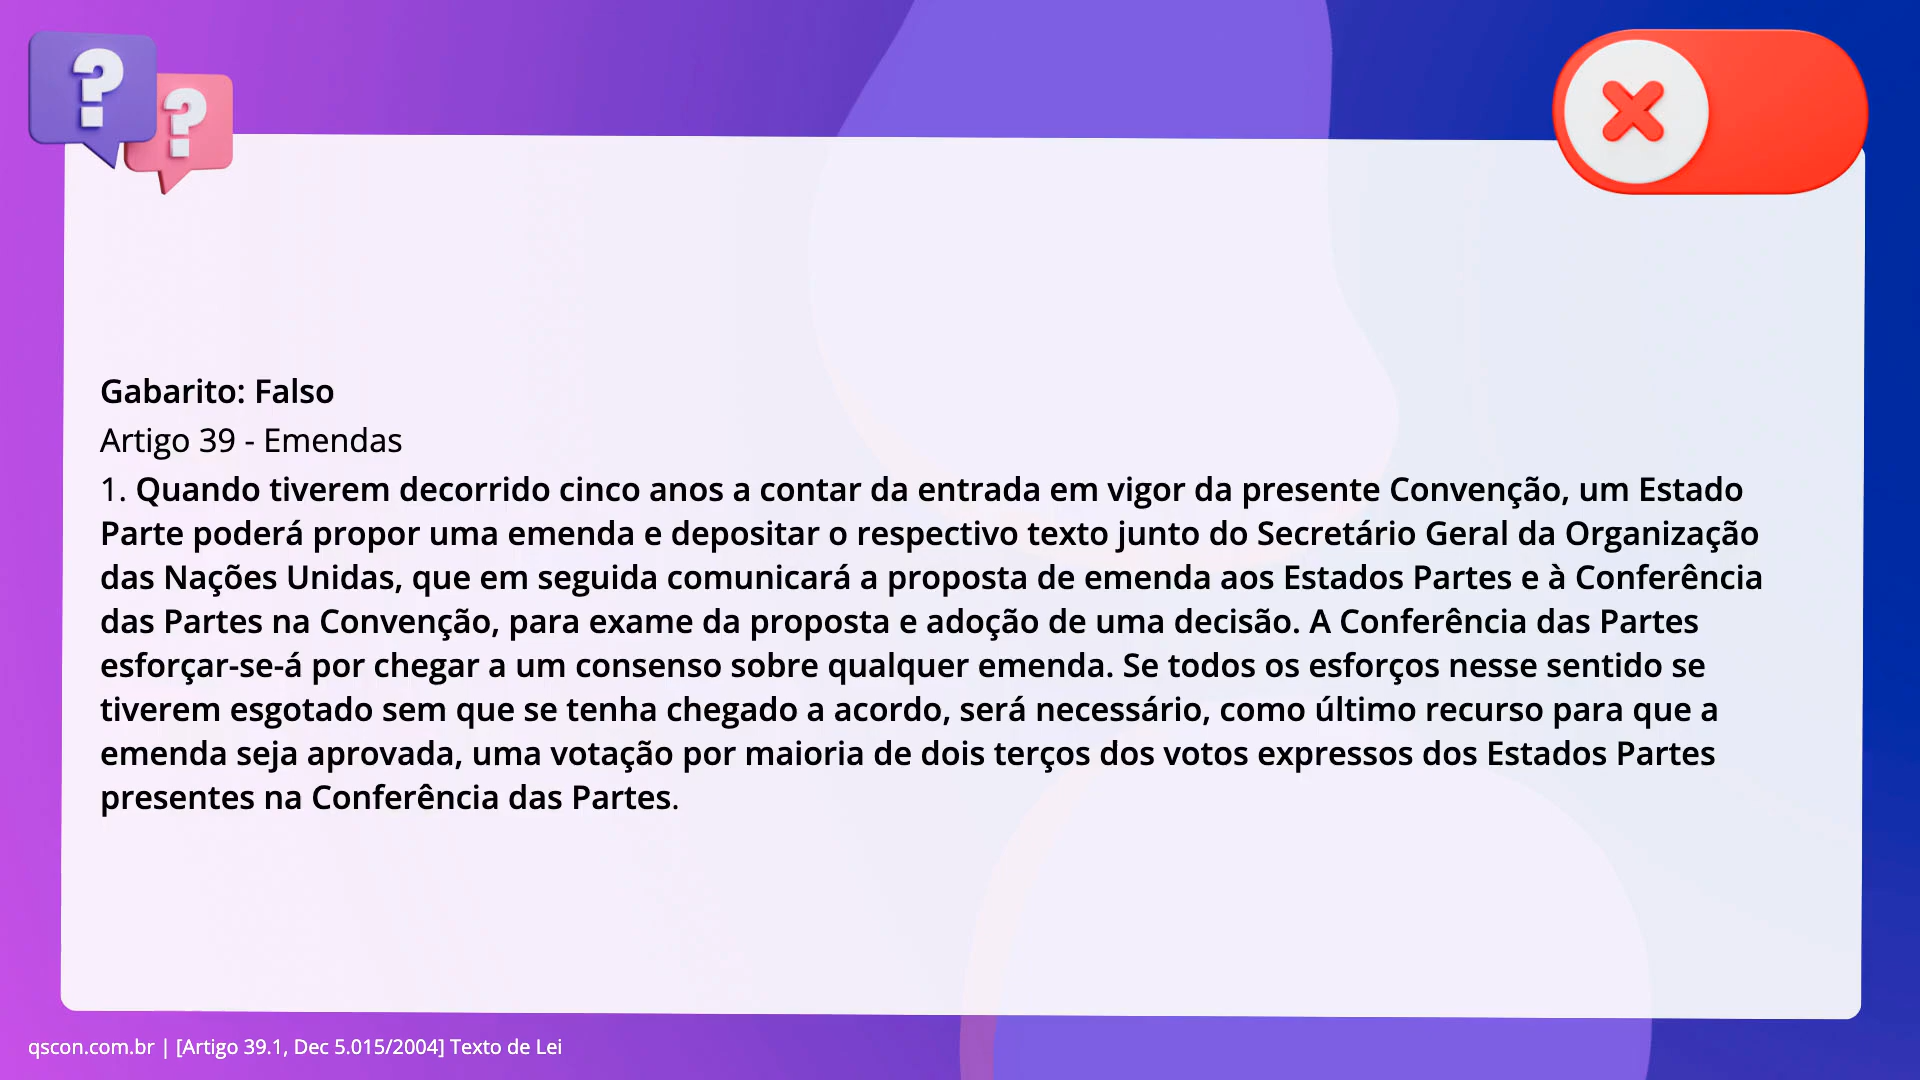 ? ?
Gabarito: Falso
Artigo 39 - Emendas
1. Quando tiverem decorrido cinco anos a contar da entrada em vigor da presente Convenção, um Estado
Parte poderá propor uma emenda e depositar o respectivo texto junto do Secretário Geral da Organização
das Nações Unidas, que em seguida comunicará a proposta de emenda aos Estados Partes e à Conferência
das Partes na Convenção, para exame da proposta e adoção de uma decisão. A Conferência das Partes
esforçar-se-á por chegar a um consenso sobre qualquer emenda. Se todos os esforços nesse sentido se
tiverem esgotado sem que se tenha chegado a acordo, será necessário, como último recurso para que a
emenda seja aprovada, uma votação por maioria de dois terços dos votos expressos dos Estados Partes
presentes na Conferência das Partes.
qscon.com.br | [Artigo 39.1, Dec 5.015/2004] Texto de Lei